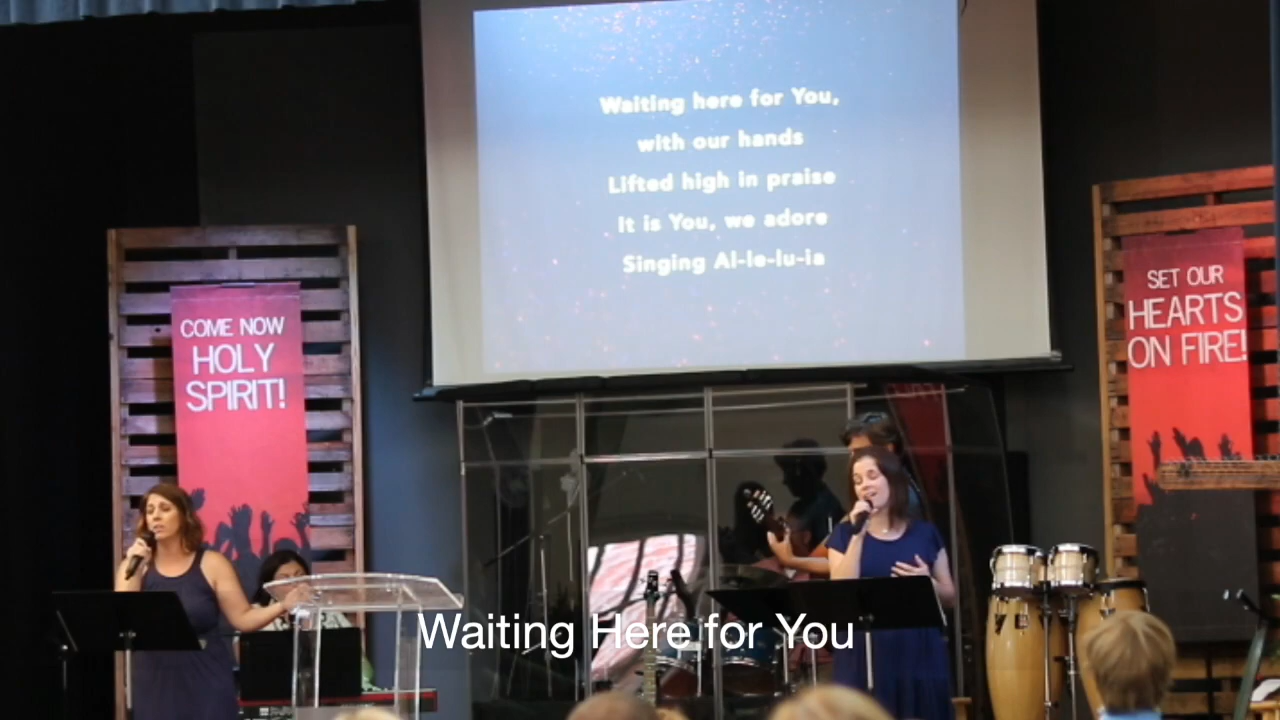 Waiting here for You,
with our hands
Lifted high in praise
It is You, we adore
Singing Al-le-lu-ia
COME NOW
HOLY
SPIRIT!
SET OUR
HEARTS
ON FIRE!
Waiting Here for You